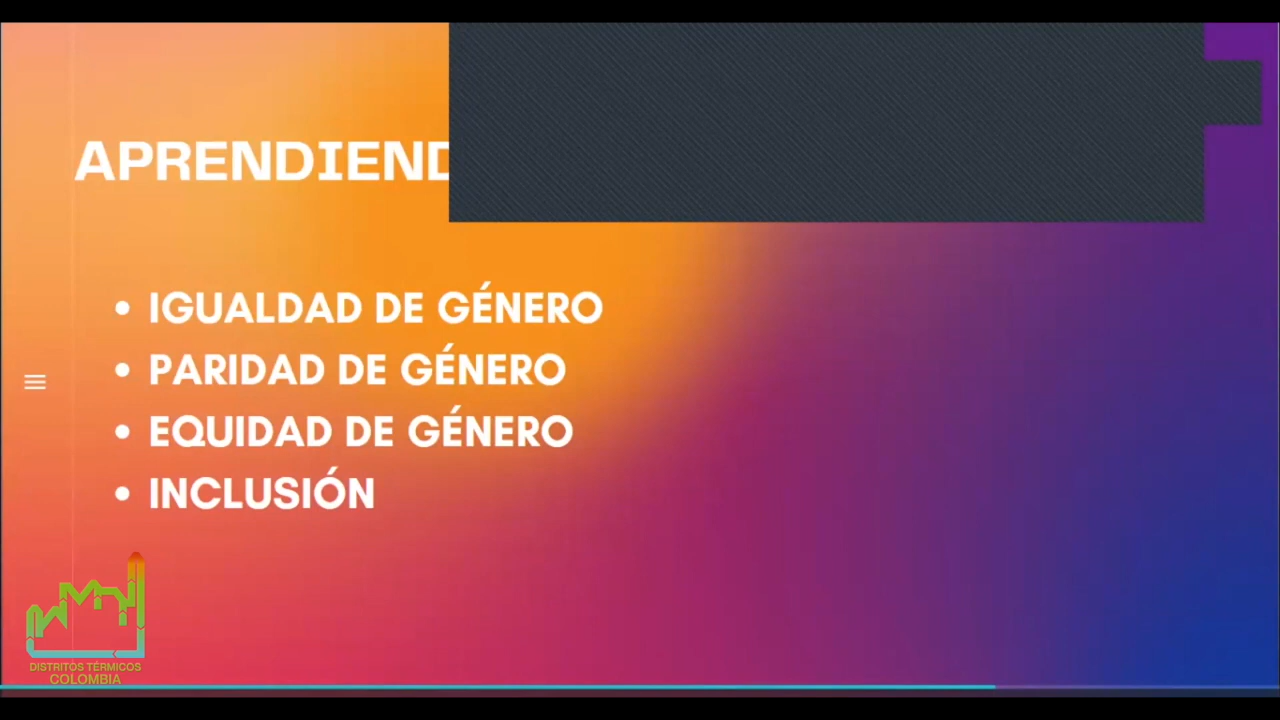 APRENDIEND
• IGUALDAD DE GÉNERO
• PARIDAD DE GÉNERO
• EQUIDAD DE GÉNERO
• INCLUSIÓN
DISTRITOS TÉRMICOS
COLOMBIA